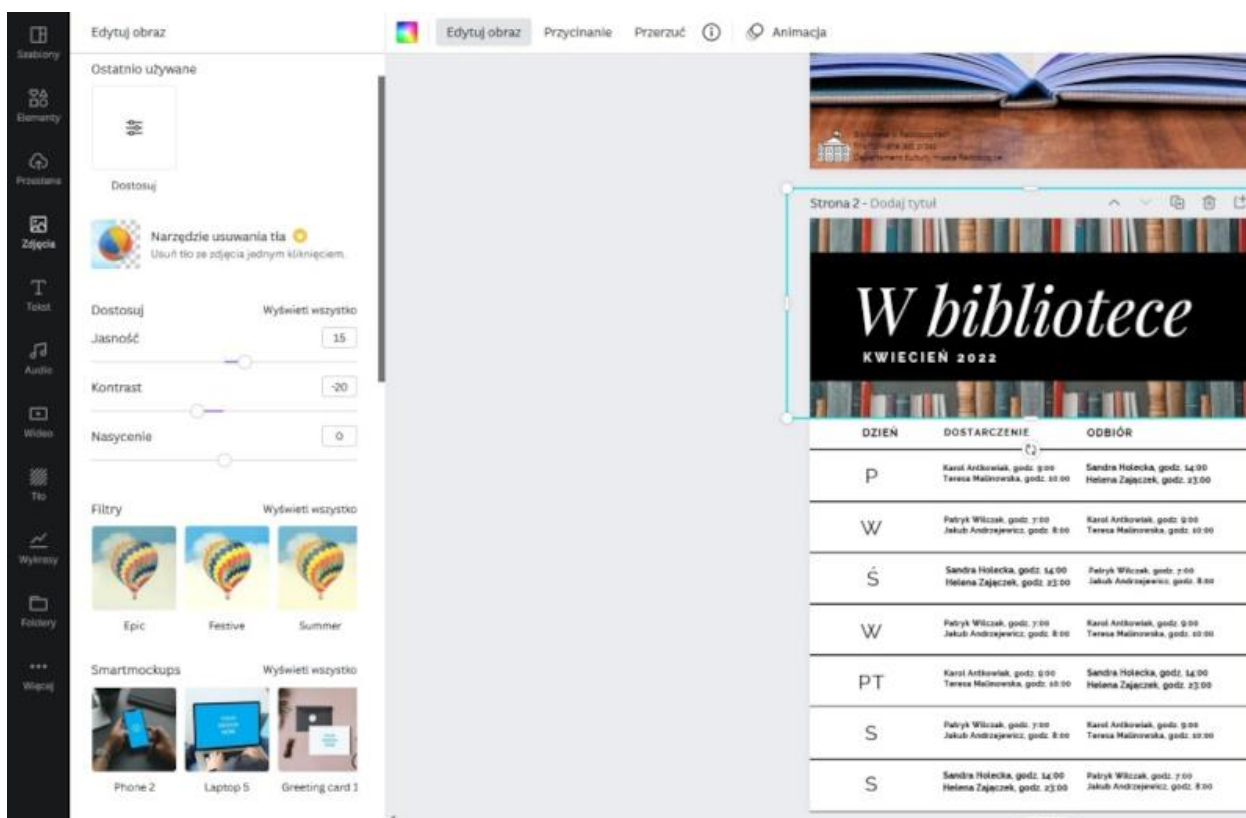 Edytuj obraz
Edytuj obraz Przycinanie Przerzuć Animacja
Szablony
Elementy
Przesłane
Zdjęcia
Tekst
Audio
Wideo
Tło
Wykresy
Foldery
Więcej
Ostatnio używane
Dostosuj
Narzędzie usuwania tła
Usuń tło ze zdjęcia jednym kliknięciem.
Dostosuj Wyświetl wszystko
Jasność 15
Kontrast -20
Nasycenie 0
Filtry Wyświetl wszystko
Epic Festive Summer
Smartmockups Wyświetl wszystko
YOUR DESIGN HERE
Phone 2 Laptop 5 Greeting card 1
Strona 2 - Dodaj tytuł
W bibliotece
KWIECIEŃ 2022
DZIEŃ DOSTARCZENIE ODBIÓR
P
Karol Antkowiak, godz. 9:00
Teresa Malinowska, godz. 10:00
Sandra Holecka, godz. 14:00
Helena Zajączek, godz. 23:00
W
Patryk Wilczak, godz. 7:00
Jakub Andrzejewicz, godz. 8:00
Karol Antkowiak, godz. 9:00
Teresa Malinowska, godz. 10:00
Ś
Sandra Holecka, godz. 14:00
Helena Zajączek, godz. 23:00
Patryk Wilczak, godz. 7:00
Jakub Andrzejewicz, godz. 8:00
W
Patryk Wilczak, godz. 7:00
Jakub Andrzejewicz, godz. 8:00
Karol Antkowiak, godz. 9:00
Teresa Malinowska, godz. 10:00
PT
Karol Antkowiak, godz. 9:00
Teresa Malinowska, godz. 10:00
Sandra Holecka, godz. 14:00
Helena Zajączek, godz. 23:00
S
Patryk Wilczak, godz. 7:00
Jakub Andrzejewicz, godz. 8:00
Karol Antkowiak, godz. 9:00
Teresa Malinowska, godz. 10:00
S
Sandra Holecka, godz. 14:00
Helena Zajączek, godz. 23:00
Patryk Wilczak, godz. 7:00
Jakub Andrzejewicz, godz. 8:00